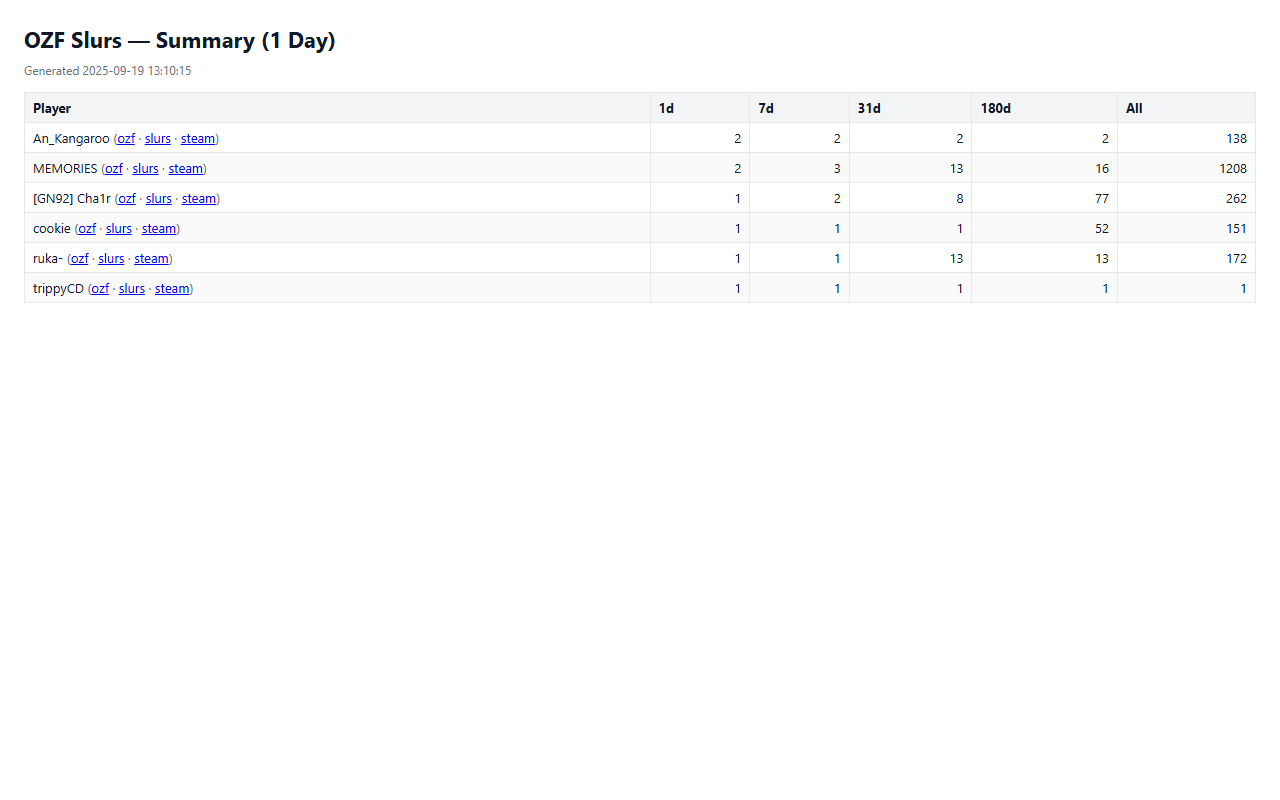 OZF Slurs — Summary (1 Day)
Generated 2025-09-19 13:10:15
Player 1d 7d 31d 180d All
An_Kangaroo (ozf · slurs · steam) 2 2 2 2 138
MEMORIES (ozf · slurs · steam) 2 3 13 16 1208
[GN92] Cha1r (ozf · slurs · steam) 1 2 8 77 262
cookie (ozf · slurs · steam) 1 1 1 52 151
ruka- (ozf · slurs · steam) 1 1 13 13 172
trippyCD (ozf · slurs · steam) 1 1 1 1 1